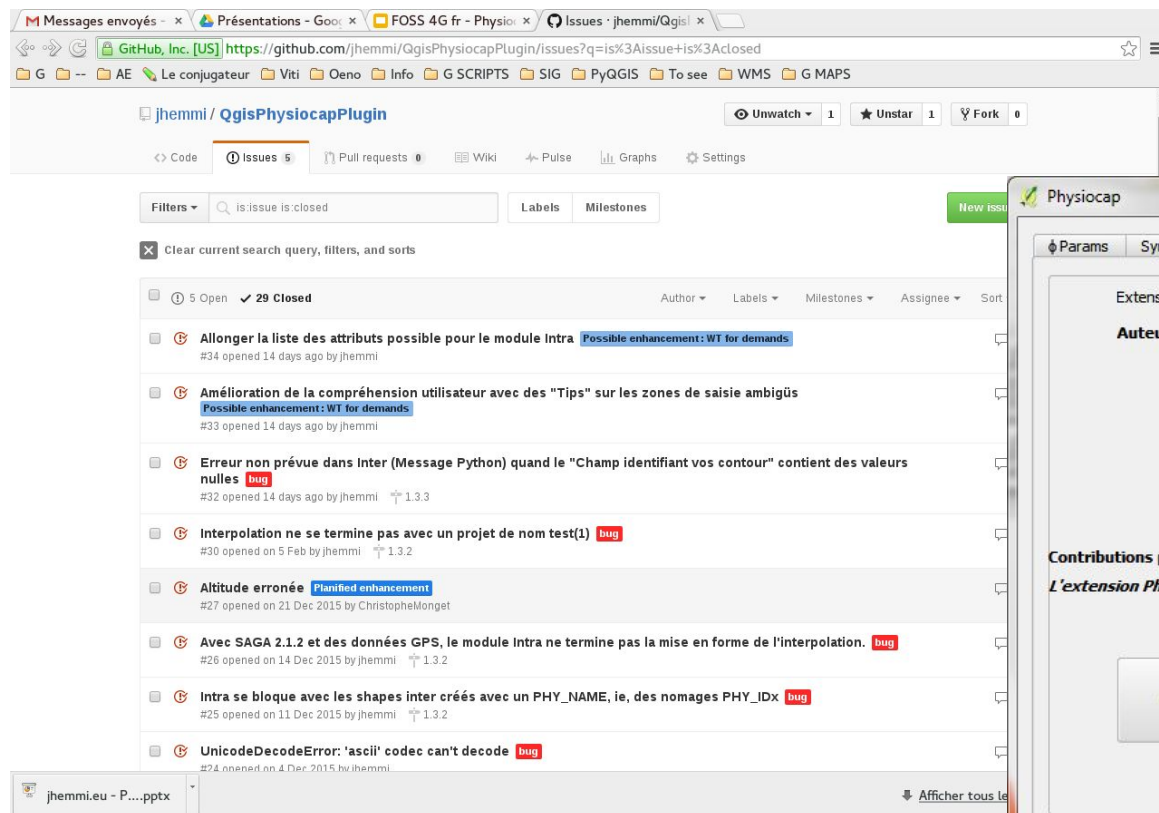 Messages envoyés -
Présentations - Goo
FOSS 4G fr - Physio
Issues · jhemmi/Qgis
GitHub, Inc. [US] https://github.com/jhemmi/QgisPhysiocapPlugin/issues?q=is%3Aissue+is%3Aclosed
G -- AE Le conjugateur Viti Oeno Info G SCRIPTS SIG PyQGIS To see WMS G MAPS
jhemmi / QgisPhysiocapPlugin
Unwatch 1 Unstar 1 Fork 0
<> Code Issues 5 Pull requests 0 Wiki Pulse Graphs Settings
Filters is:issue is:closed Labels Milestones New issu
Clear current search query, filters, and sorts
5 Open 29 Closed Author Labels Milestones Assignee Sort
Allonger la liste des attributs possible pour le module Intra Possible enhancement : WT for demands
#34 opened 14 days ago by jhemmi
Amélioration de la compréhension utilisateur avec des "Tips" sur les zones de saisie ambigüs
Possible enhancement : WT for demands
#33 opened 14 days ago by jhemmi
Erreur non prévue dans Inter (Message Python) quand le "Champ identifiant vos contour" contient des valeurs
nulles bug
#32 opened 14 days ago by jhemmi 1.3.3
Interpolation ne se termine pas avec un projet de nom test(1) bug
#30 opened on 5 Feb by jhemmi 1.3.2
Altitude erronée Planified enhancement
#27 opened on 21 Dec 2015 by ChristopheMonget
Avec SAGA 2.1.2 et des données GPS, le module Intra ne termine pas la mise en forme de l'interpolation. bug
#26 opened on 14 Dec 2015 by jhemmi 1.3.2
Intra se bloque avec les shapes inter créés avec un PHY_NAME, ie, des nomages PHY_IDx bug
#25 opened on 11 Dec 2015 by jhemmi 1.3.2
UnicodeDecodeError: 'ascii' codec can't decode bug
#24 opened on 4 Dec 2015 by jhemmi
jhemmi.eu - P....pptx
Afficher tous le
Physiocap
ϕ Params Sy
Extens
Auteu
Contributions
L'extension Ph